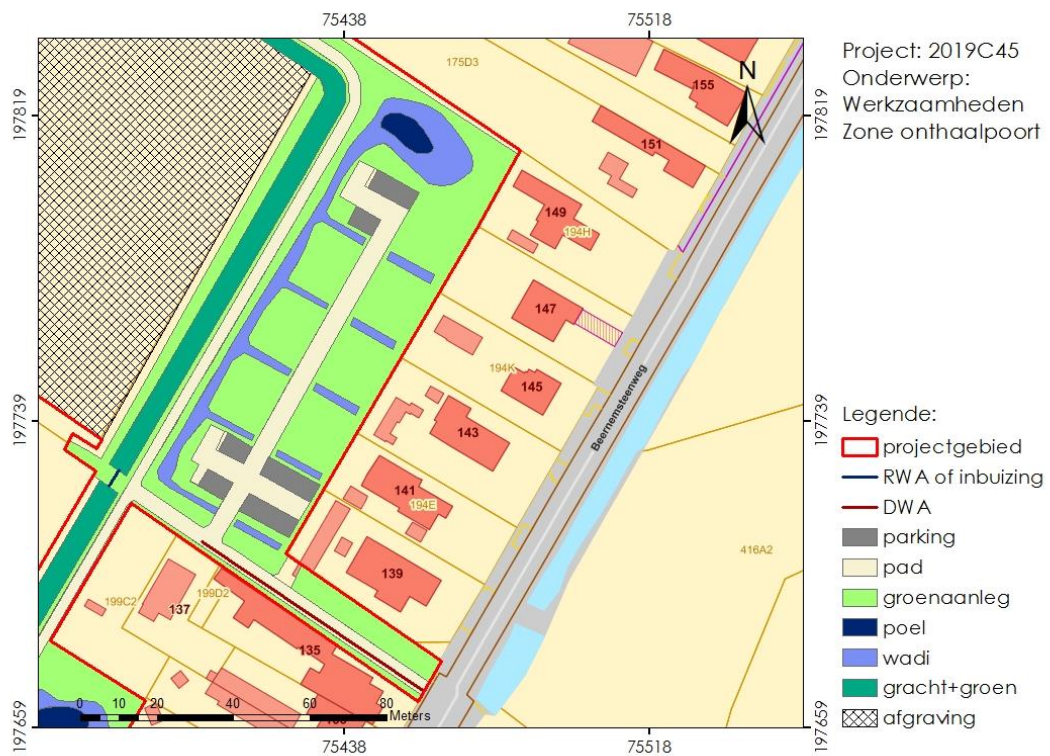 75438
75518
197819
197819
197739
197739
197659
197659
75438
75518
175D3
155
N
151
149
194H
147
194K
145
143
141
194E
139
416A2
199C2
199D2
137
135
Beernemsteenweg
0 10 20 40 60 80
Meters
Project: 2019C45
Onderwerp:
Werkzaamheden
Zone onthaalpoort
Legende:
projectgebied
RWA of inbuizing
DWA
parking
pad
groenaanleg
poel
wadi
gracht+groen
afgraving